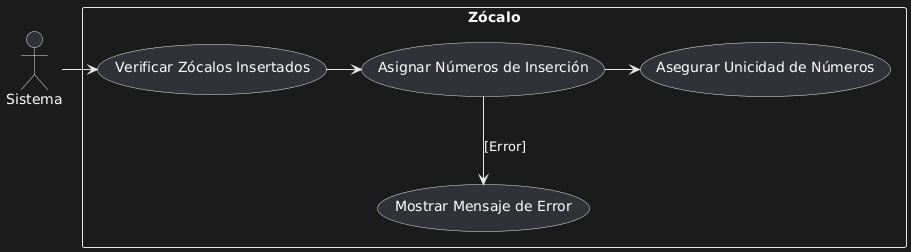 Zócalo
Verificar Zócalos Insertados
Asignar Números de Inserción
Asegurar Unicidad de Números
Sistema
[Error]
Mostrar Mensaje de Error